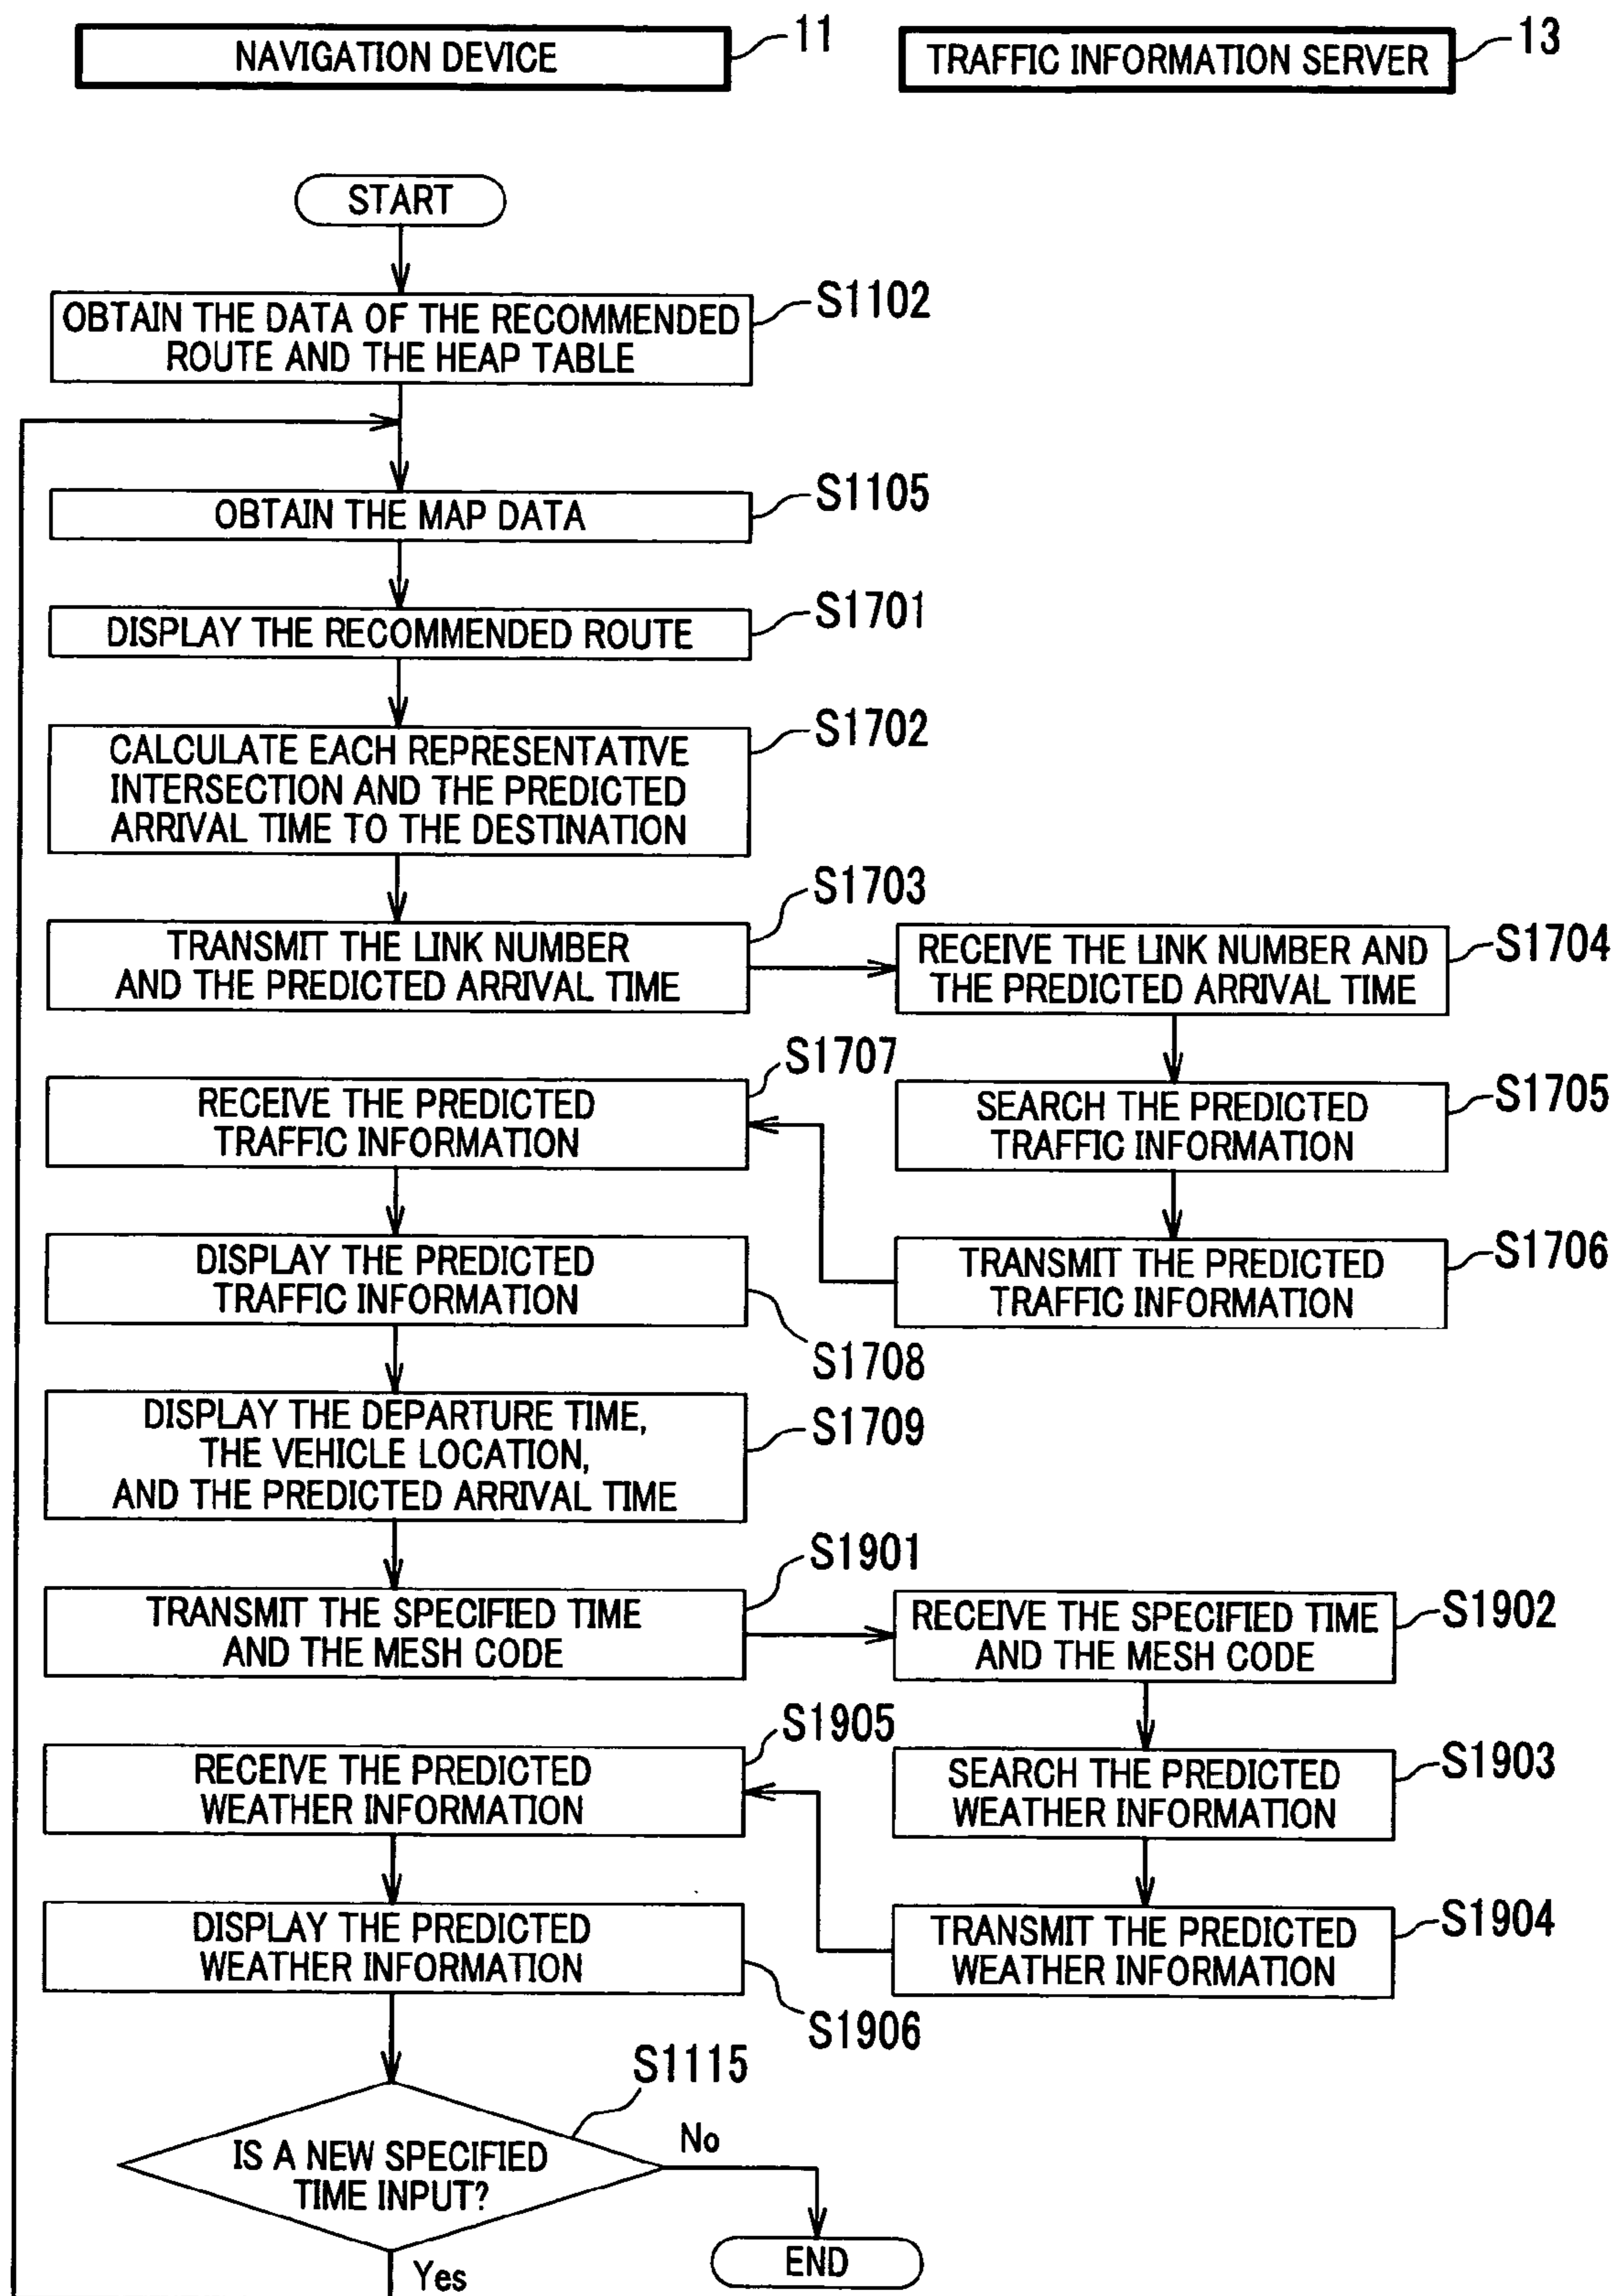 NAVIGATION DEVICE
11
TRAFFIC INFORMATION SERVER
13
START
OBTAIN THE DATA OF THE RECOMMENDED
ROUTE AND THE HEAP TABLE
S1102
OBTAIN THE MAP DATA
S1105
DISPLAY THE RECOMMENDED ROUTE
S1701
CALCULATE EACH REPRESENTATIVE
INTERSECTION AND THE PREDICTED
ARRIVAL TIME TO THE DESTINATION
S1702
TRANSMIT THE LINK NUMBER
AND THE PREDICTED ARRIVAL TIME
S1703
RECEIVE THE LINK NUMBER AND
THE PREDICTED ARRIVAL TIME
S1704
RECEIVE THE PREDICTED
TRAFFIC INFORMATION
S1707
SEARCH THE PREDICTED
TRAFFIC INFORMATION
S1705
DISPLAY THE PREDICTED
TRAFFIC INFORMATION
S1708
TRANSMIT THE PREDICTED
TRAFFIC INFORMATION
S1706
DISPLAY THE DEPARTURE TIME,
THE VEHICLE LOCATION,
AND THE PREDICTED ARRIVAL TIME
S1709
TRANSMIT THE SPECIFIED TIME
AND THE MESH CODE
S1901
RECEIVE THE SPECIFIED TIME
AND THE MESH CODE
S1902
RECEIVE THE PREDICTED
WEATHER INFORMATION
S1905
SEARCH THE PREDICTED
WEATHER INFORMATION
S1903
DISPLAY THE PREDICTED
WEATHER INFORMATION
S1906
TRANSMIT THE PREDICTED
WEATHER INFORMATION
S1904
S1115
IS A NEW SPECIFIED
TIME INPUT?
No
END
Yes